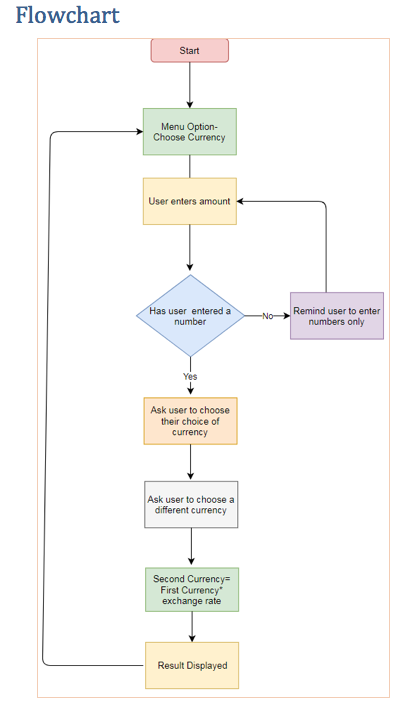 Flowchart
Start
Menu Option-
Choose Currency
User enters amount
Has user entered a
number
No
Remind user to enter
numbers only
Yes
Ask user to choose
their choice of
currency
Ask user to choose a
different currency
Second Currency=
First Currency*
exchange rate
Result Displayed